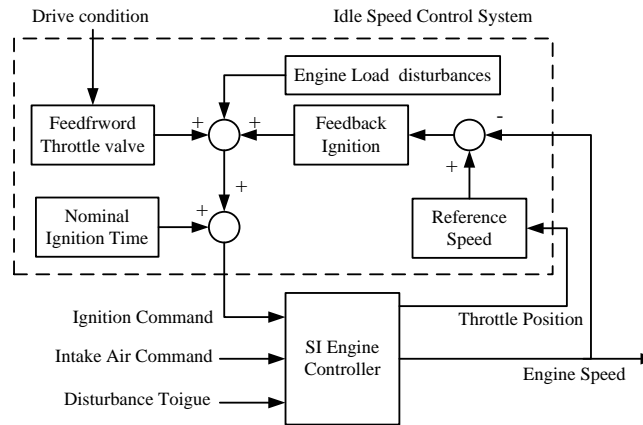 Drive condition
Idle Speed Control System
Engine Load disturbances
Feedfrword
Throttle valve
+
+
+
Feedback
Ignition
-
+
+
Nominal
Ignition Time
+
Reference
Speed
Ignition Command
Intake Air Command
Disturbance Toigue
SI Engine
Controller
Throttle Position
Engine Speed